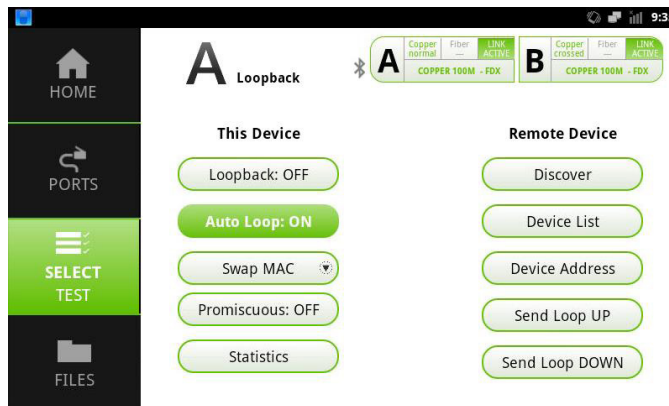 9:3
HOME
PORTS
SELECT
TEST
FILES
A Loopback
A
Copper normal
Fiber —
LINK ACTIVE
COPPER 100M - FDX
B
Copper crossed
Fiber —
LINK ACTIVE
COPPER 100M - FDX
This Device
Loopback: OFF
Auto Loop: ON
Swap MAC
Promiscuous: OFF
Statistics
Remote Device
Discover
Device List
Device Address
Send Loop UP
Send Loop DOWN